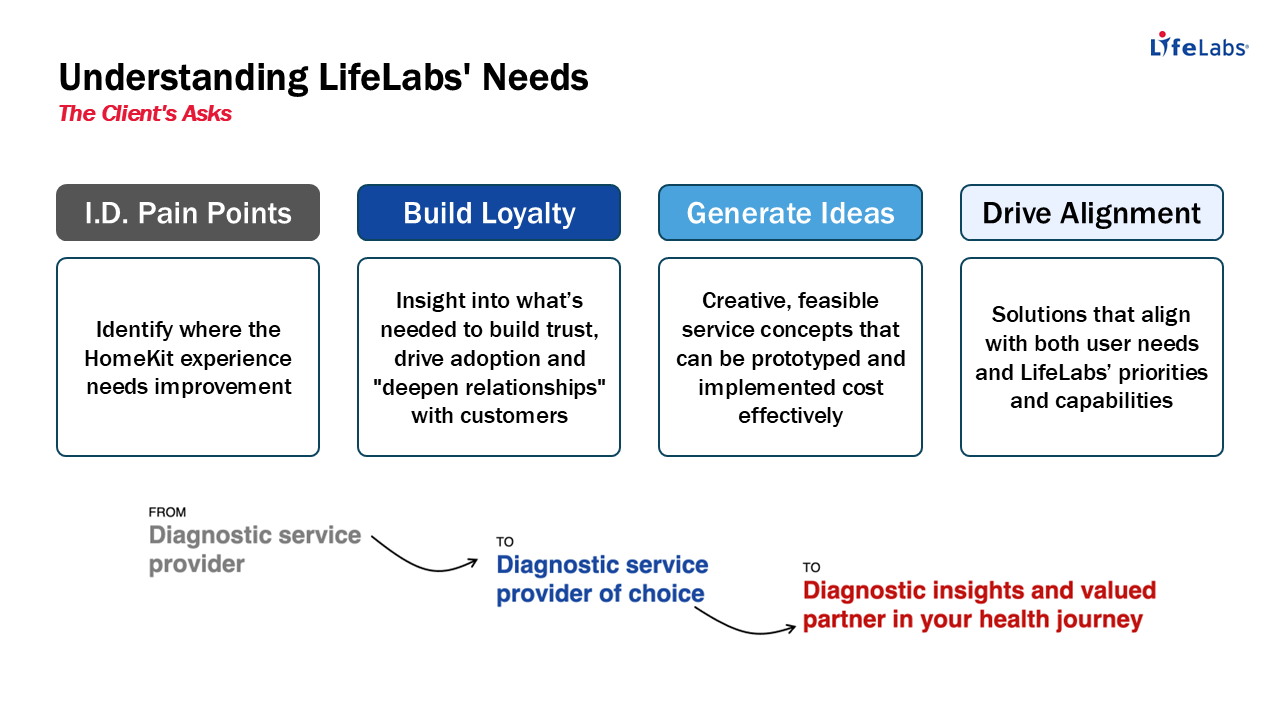 LifeLabs®
Understanding LifeLabs' Needs
The Client's Asks
I.D. Pain Points
Identify where the
HomeKit experience
needs improvement
Build Loyalty
Insight into what’s
needed to build trust,
drive adoption and
"deepen relationships"
with customers
Generate Ideas
Creative, feasible
service concepts that
can be prototyped and
implemented cost
effectively
Drive Alignment
Solutions that align
with both user needs
and LifeLabs’ priorities
and capabilities
FROM
Diagnostic service
provider
TO
Diagnostic service
provider of choice
TO
Diagnostic insights and valued
partner in your health journey